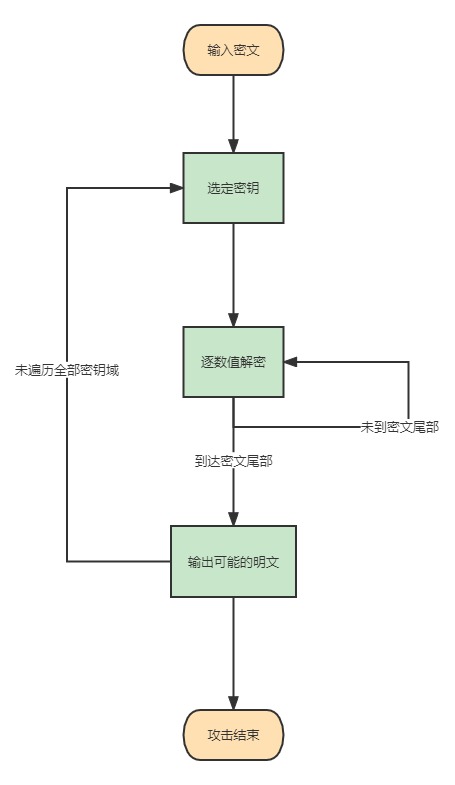 输入密文
选定密钥
逐数值解密
未遍历全部密钥域
未到密文尾部
到达密文尾部
输出可能的明文
攻击结束